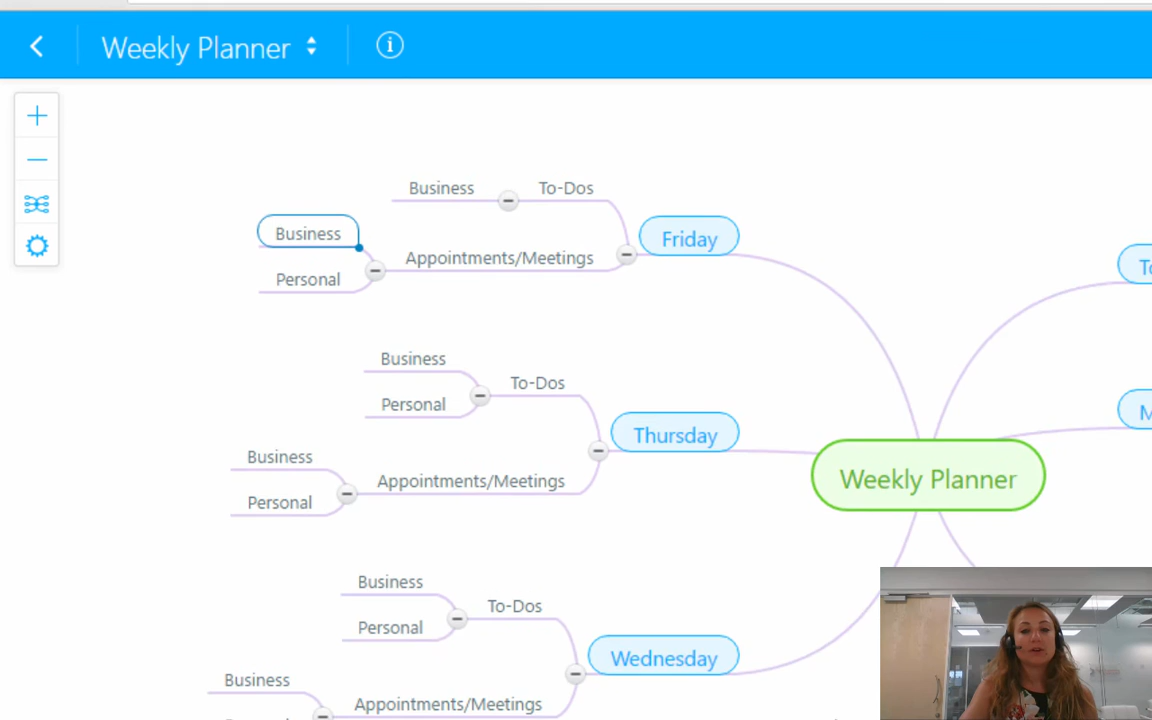 Weekly Planner
Business
To-Dos
Friday
Business
Appointments/Meetings
Personal
Business
To-Dos
Personal
Thursday
Business
Appointments/Meetings
Personal
Weekly Planner
Business
To-Dos
Personal
Wednesday
Business
Appointments/Meetings